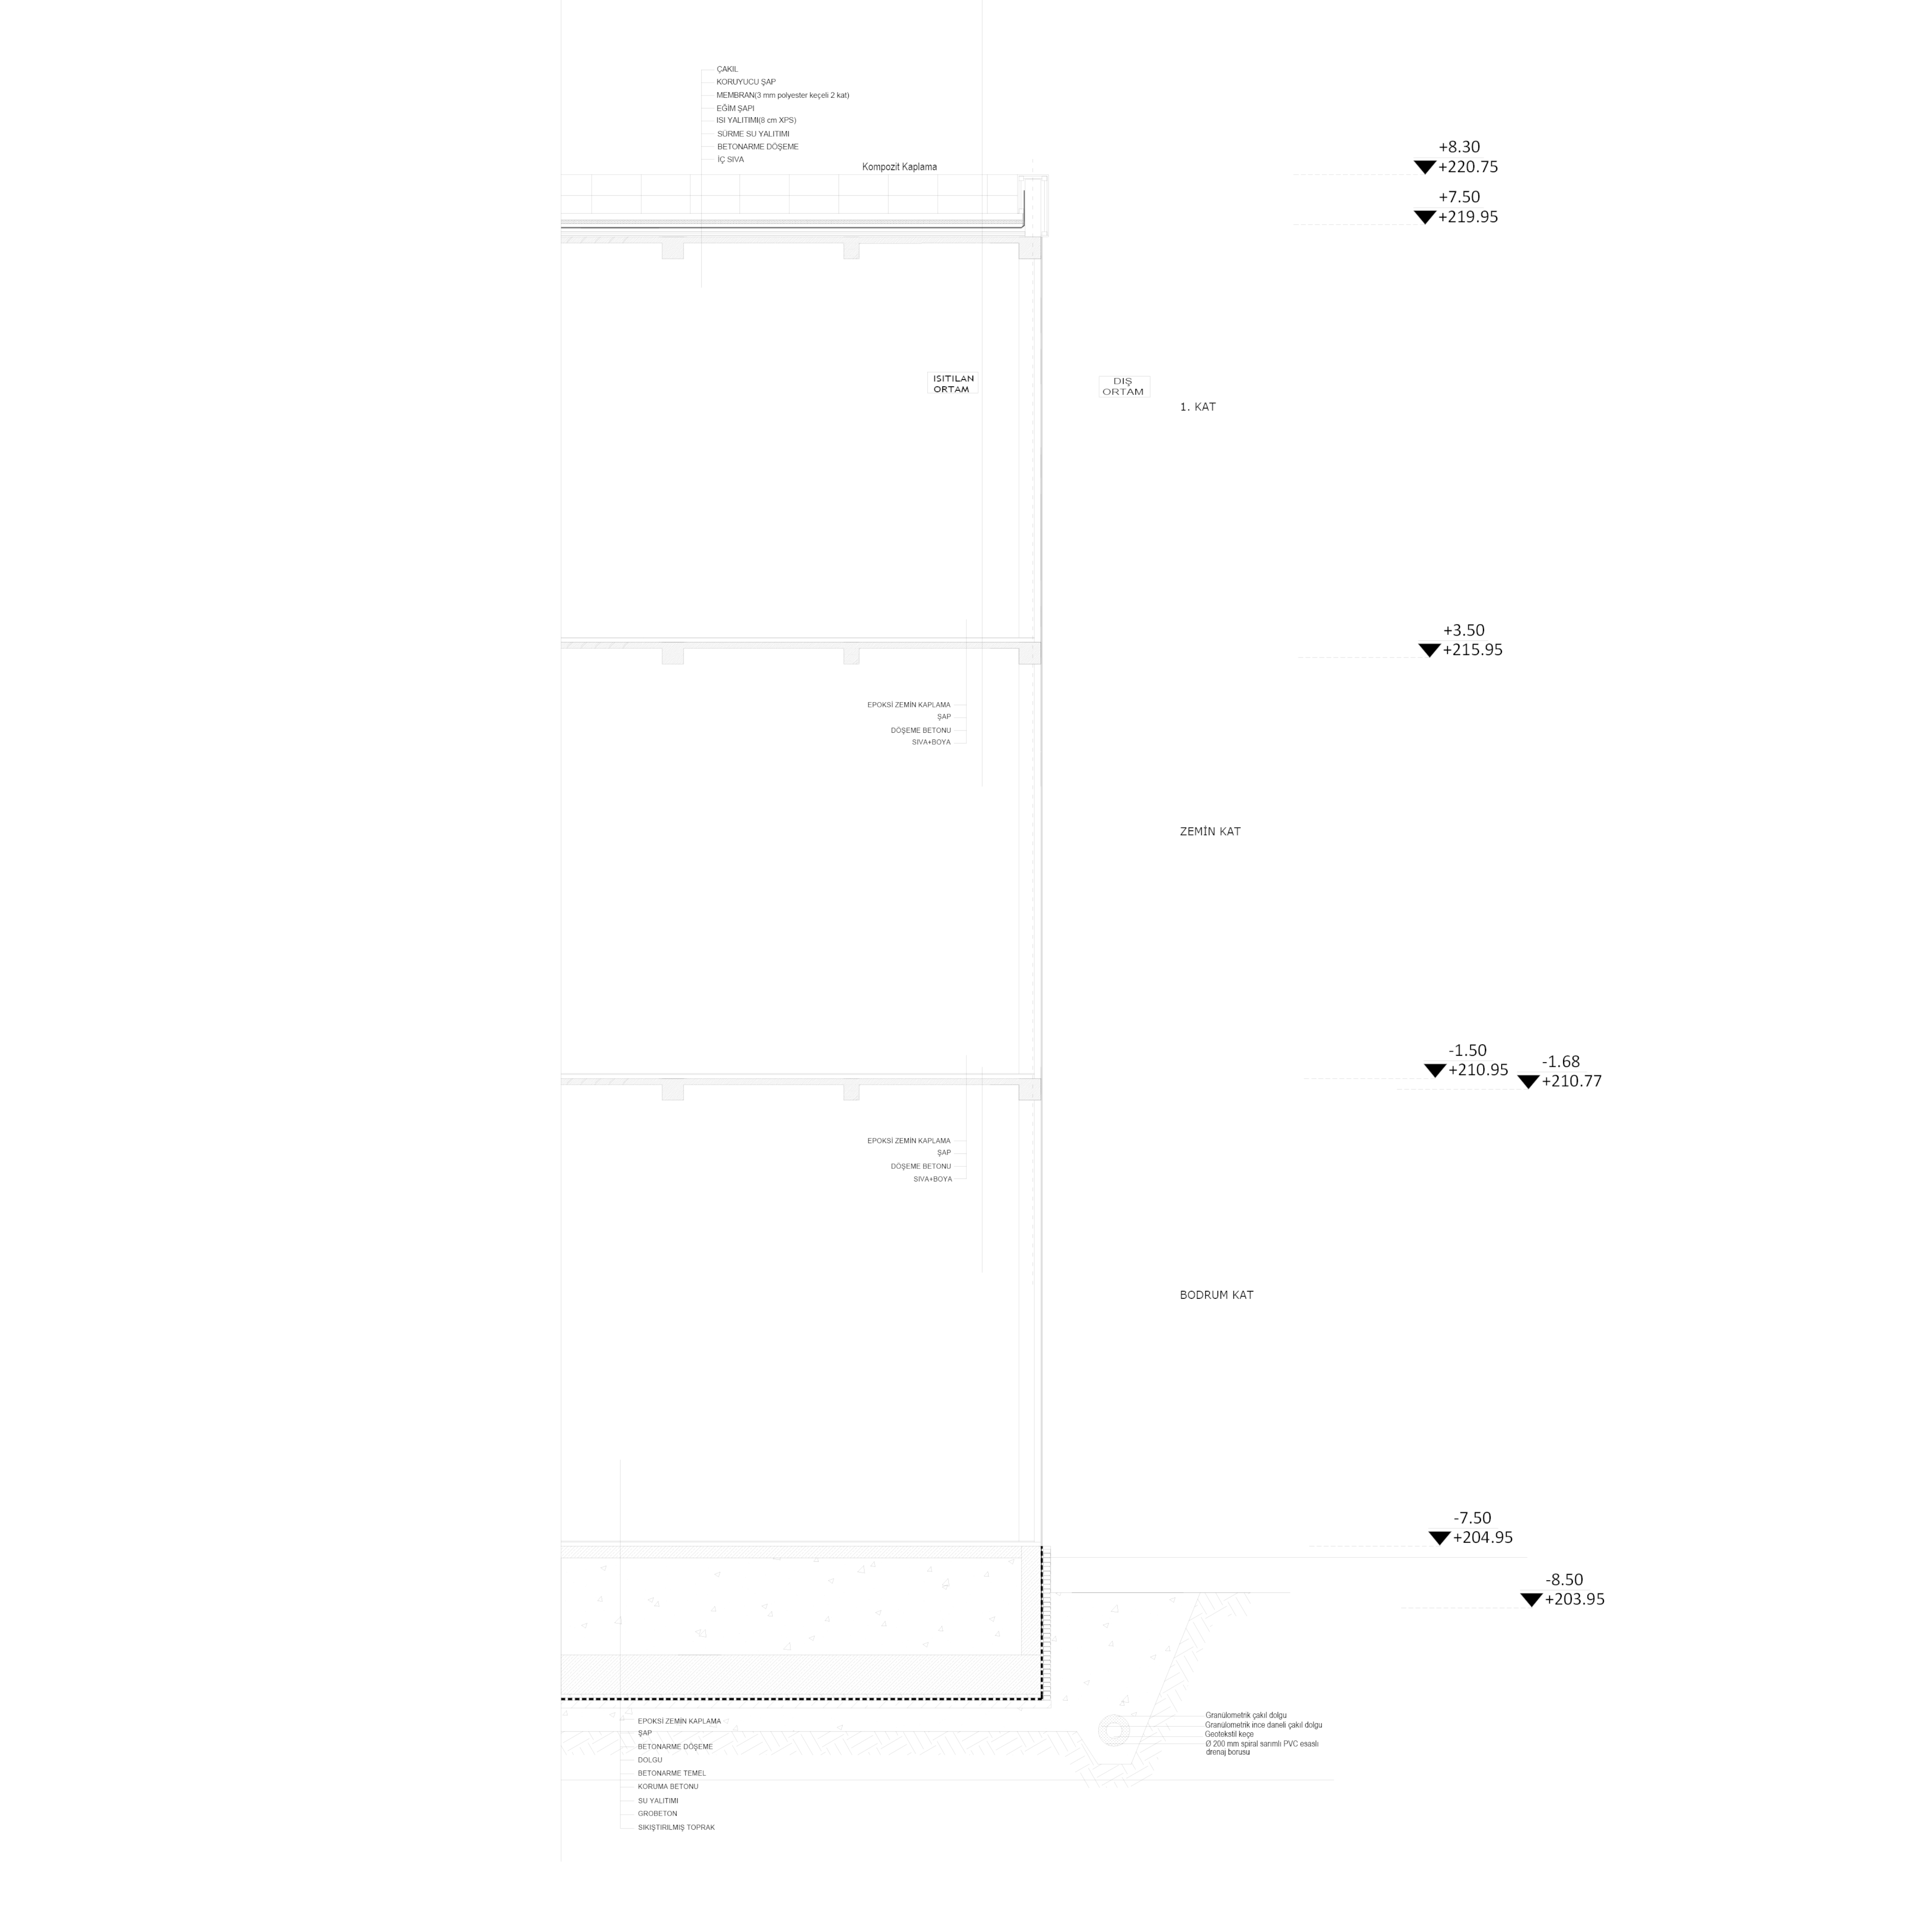 ÇAKIL
KORUYUCU ŞAP
MEMBRAN(3 mm polyester keçeli 2 kat)
EĞİM ŞAPI
ISI YALITIMI(8 cm XPS)
SÜRME SU YALITIMI
BETONARME DÖŞEME
İÇ SIVA
Kompozit Kaplama
+8.30
+220.75
+7.50
+219.95
ISITILAN
ORTAM
DIŞ
ORTAM
1. KAT
+3.50
+215.95
EPOKSİ ZEMİN KAPLAMA
ŞAP
DÖŞEME BETONU
SIVA+BOYA
ZEMİN KAT
-1.50
+210.95
-1.68
+210.77
EPOKSİ ZEMİN KAPLAMA
ŞAP
DÖŞEME BETONU
SIVA+BOYA
BODRUM KAT
-7.50
+204.95
-8.50
+203.95
Granülometrik çakıl dolgu
Granülometrik ince daneli çakıl dolgu
Geotekstil keçe
Ø 200 mm spiral sarımlı PVC esaslı
drenaj borusu
EPOKSİ ZEMİN KAPLAMA
ŞAP
BETONARME DÖŞEME
DOLGU
BETONARME TEMEL
KORUMA BETONU
SU YALITIMI
GROBETON
SIKIŞTIRILMIŞ TOPRAK